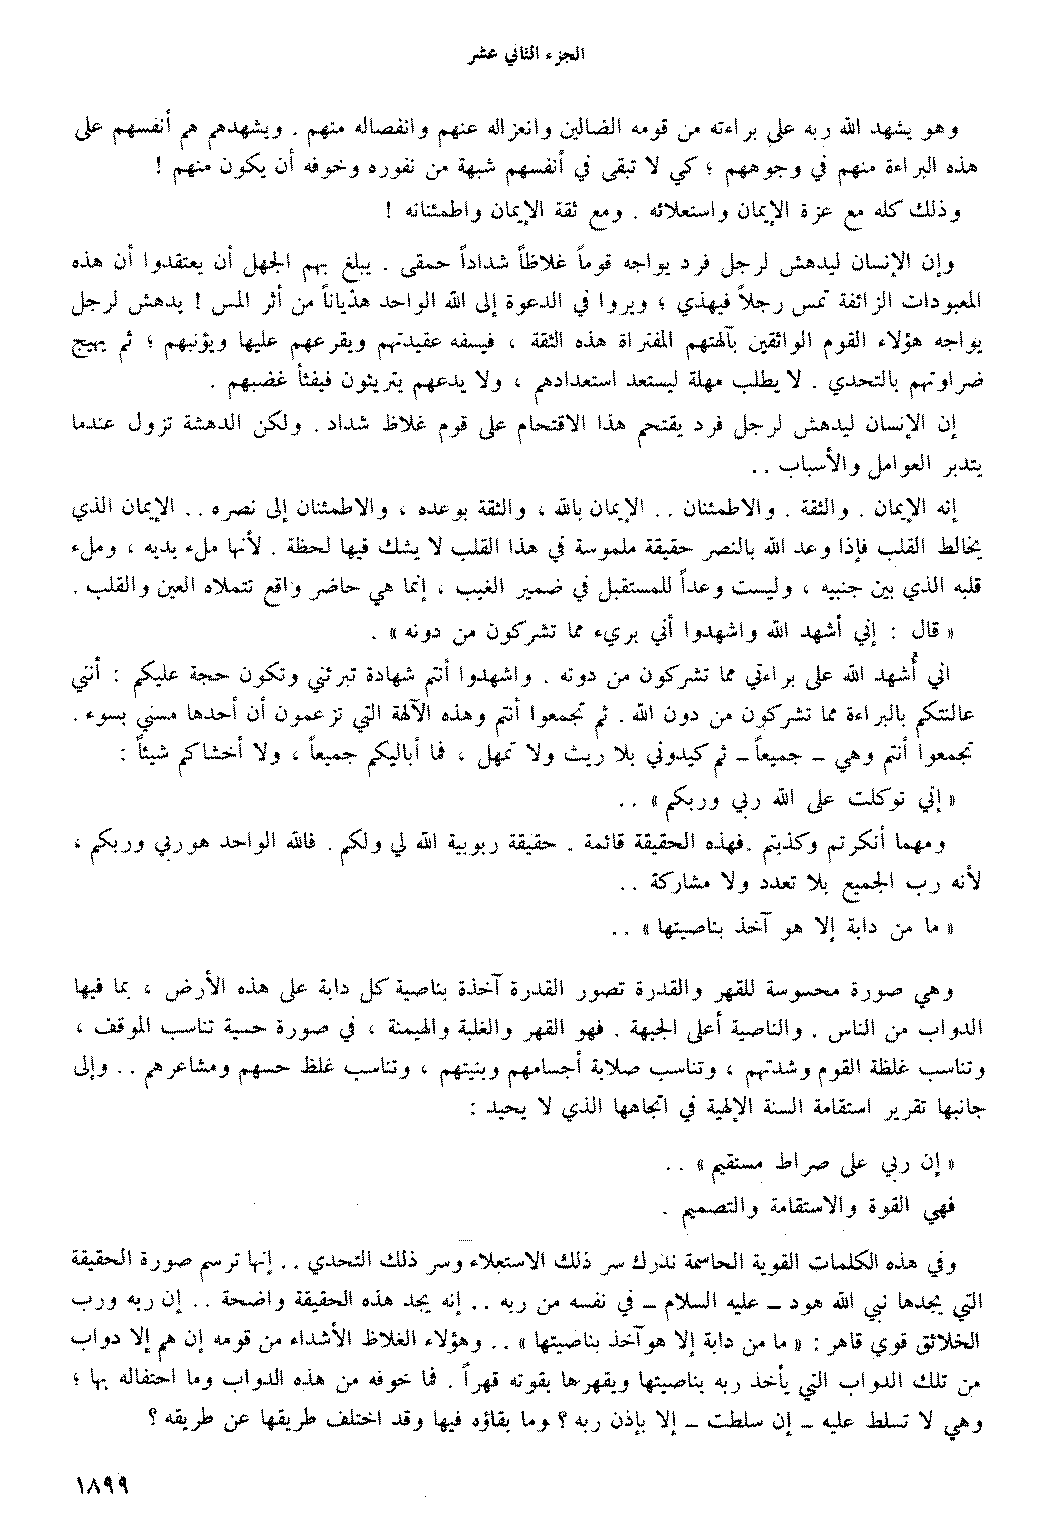 الجزء الثاني عشر
وهو يشهد الله ربه على براءته من قومه الضالين وانعزاله عنهم وانفصاله منهم . ويشهدهم هم أنفسهم على
هذه البراءة منهم في وجوههم ؛ كي لا تبقى في أنفسهم شبهة من نفوره وخوفه أن يكون منهم !
وذلك كله مع عزة الإيمان واستعلائه . ومع ثقة الإيمان واطمئنانه !
وإن الإنسان ليدهش لرجل فرد يواجه قوماً غلاظاً شداداً حمقى . يبلغ بهم الجهل أن يعتقدوا أن هذه
المعبودات الزائفة تمس رجلاً فيهذي ؛ ويروا في الدعوة إلى الله الواحد هذياناً من أثر المس ! يدهش لرجل
يواجه هؤلاء القوم الواثقين بآلهتهم المفتراة هذه الثقة ، فيسفه عقيدتهم ويقرعهم عليها ويؤنبهم ؛ ثم يهيج
ضراوتهم بالتحدي . لا يطلب مهلة ليستعد استعدادهم ، ولا يدعهم يتريثون فيفثأ غضبهم .
إن الإنسان ليدهش لرجل فرد يقتحم هذا الاقتحام على قوم غلاظ شداد . ولكن الدهشة تزول عندما
يتدبر العوامل والأسباب ..
إنه الإيمان . والثقة . والاطمئنان .. الإيمان بالله ، والثقة بوعده ، والاطمئنان إلى نصره .. الإيمان الذي
يخالط القلب فإذا وعد الله بالنصر حقيقة ملموسة في هذا القلب لا يشك فيها لحظة . لأنها ملء يديه ، وملء
قلبه الذي بين جنبيه ، وليست وعداً للمستقبل في ضمير الغيب ، إنما هي حاضر واقع تتملاه العين والقلب .
« قال : إني أشهد الله واشهدوا أني بريء مما تشركون من دونه » .
اني أُشهد الله على براءتي مما تشركون من دونه . واشهدوا أنتم شهادة تبرئني وتكون حجة عليكم : أنني
عالنتكم بالبراءة مما تشركون من دون الله . ثم تجمعوا أنتم وهذه الآلهة التي تزعمون أن أحدها مسني بسوء .
تجمعوا أنتم وهي – جميعاً – ثم كيدوني بلا ريث ولا تمهل ، فما أباليكم جميعاً ، ولا أخشاكم شيئاً :
« إني توكلت على الله ربي وربكم » ..
ومهما أنكرتم وكذبتم .فهذه الحقيقة قائمة . حقيقة ربوبية الله لي ولكم . فالله الواحد هو ربي وربكم ،
لأنه رب الجميع بلا تعدد ولا مشاركة ..
« ما من دابة إلا هو آخذ بناصيتها » ..
وهي صورة محسوسة للقهر والقدرة تصور القدرة آخذة بناصية كل دابة على هذه الأرض ، بما فيها
الدواب من الناس . والناصية أعلى الجبهة . فهو القهر والغلبة والهيمنة ، في صورة حسية تناسب الموقف ،
وتناسب غلظة القوم وشدتهم ، وتناسب صلابة أجسامهم وبنيتهم ، وتناسب غلظ حسهم ومشاعرهم .. وإلى
جانبها تقرير استقامة السنة الإلهية في اتجاهها الذي لا يحيد :
« إن ربي على صراط مستقيم » ..
فهي القوة والاستقامة والتصميم .
وفي هذه الكلمات القوية الحاسمة ندرك سر ذلك الاستعلاء وسر ذلك التحدي .. إنها ترسم صورة الحقيقة
التي يجدها نبي الله هود – عليه السلام – في نفسه من ربه .. إنه يجد هذه الحقيقة واضحة .. إن ربه ورب
الخلائق قوي قاهر : « ما من دابة إلا هو آخذ بناصيتها » .. وهؤلاء الغلاظ الأشداء من قومه إن هم إلا دواب
من تلك الدواب التي يأخذ ربه بناصيتها ويقهرها بقوته قهراً . فما خوفه من هذه الدواب وما احتفاله بها ؛
وهي لا تسلط عليه – إن سلطت – إلا بإذن ربه ؟ وما بقاؤه فيها وقد اختلف طريقها عن طريقه ؟
١٨٩٩